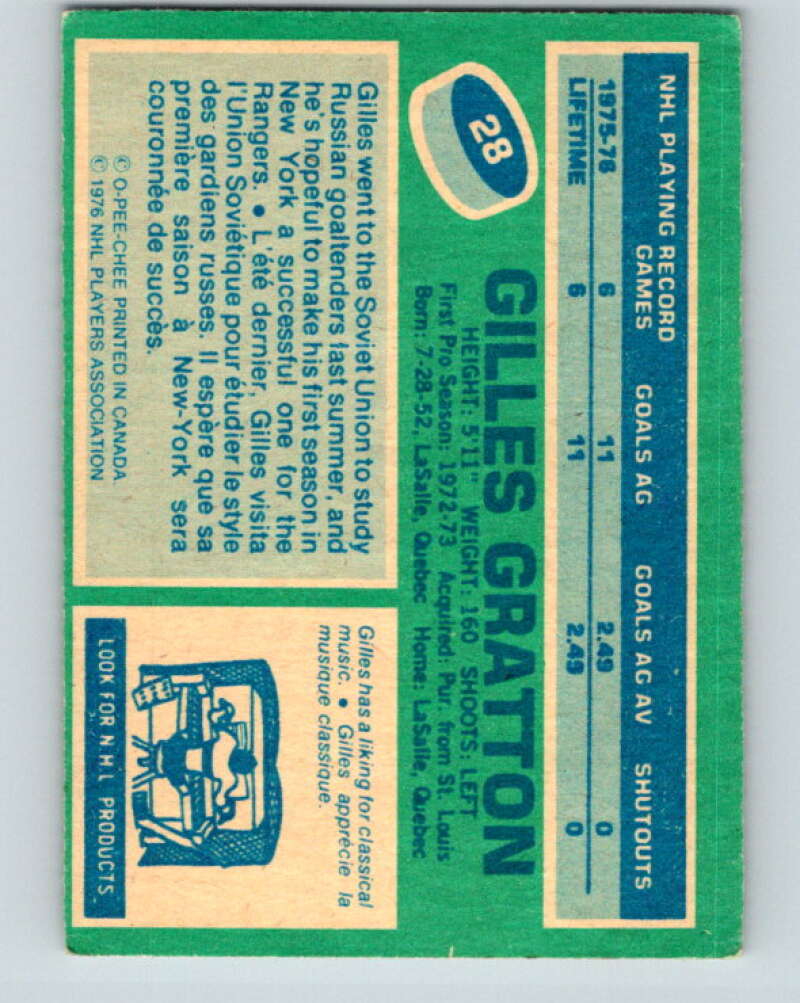 NHL PLAYING RECORD
GAMES GOALS AG GOALS AG AV SHUTOUTS
1975-76 6 11 2.49 0
LIFETIME 6 11 2.49 0
28
GILLES GRATTON
HEIGHT: 5'11" WEIGHT: 160 SHOOTS: LEFT
First Pro Season: 1972-73 Acquired: Pur. from St. Louis
Born: 7-28-52, LaSalle, Quebec Home: LaSalle, Quebec
Gilles went to the Soviet Union to study
Russian goaltenders last summer, and
he's hopeful to make his first season in
New York a successful one for the
Rangers. • L'été dernier, Gilles visita
l'Union Soviétique pour étudier le style
des gardiens russes. Il espère que sa
première saison à New-York sera
couronnée de succès.
© O-PEE-CHEE PRINTED IN CANADA
© 1976 NHL PLAYERS ASSOCIATION
Gilles has a liking for classical
music. • Gilles apprécie la
musique classique.
LOOK FOR N.H.L. PRODUCTS